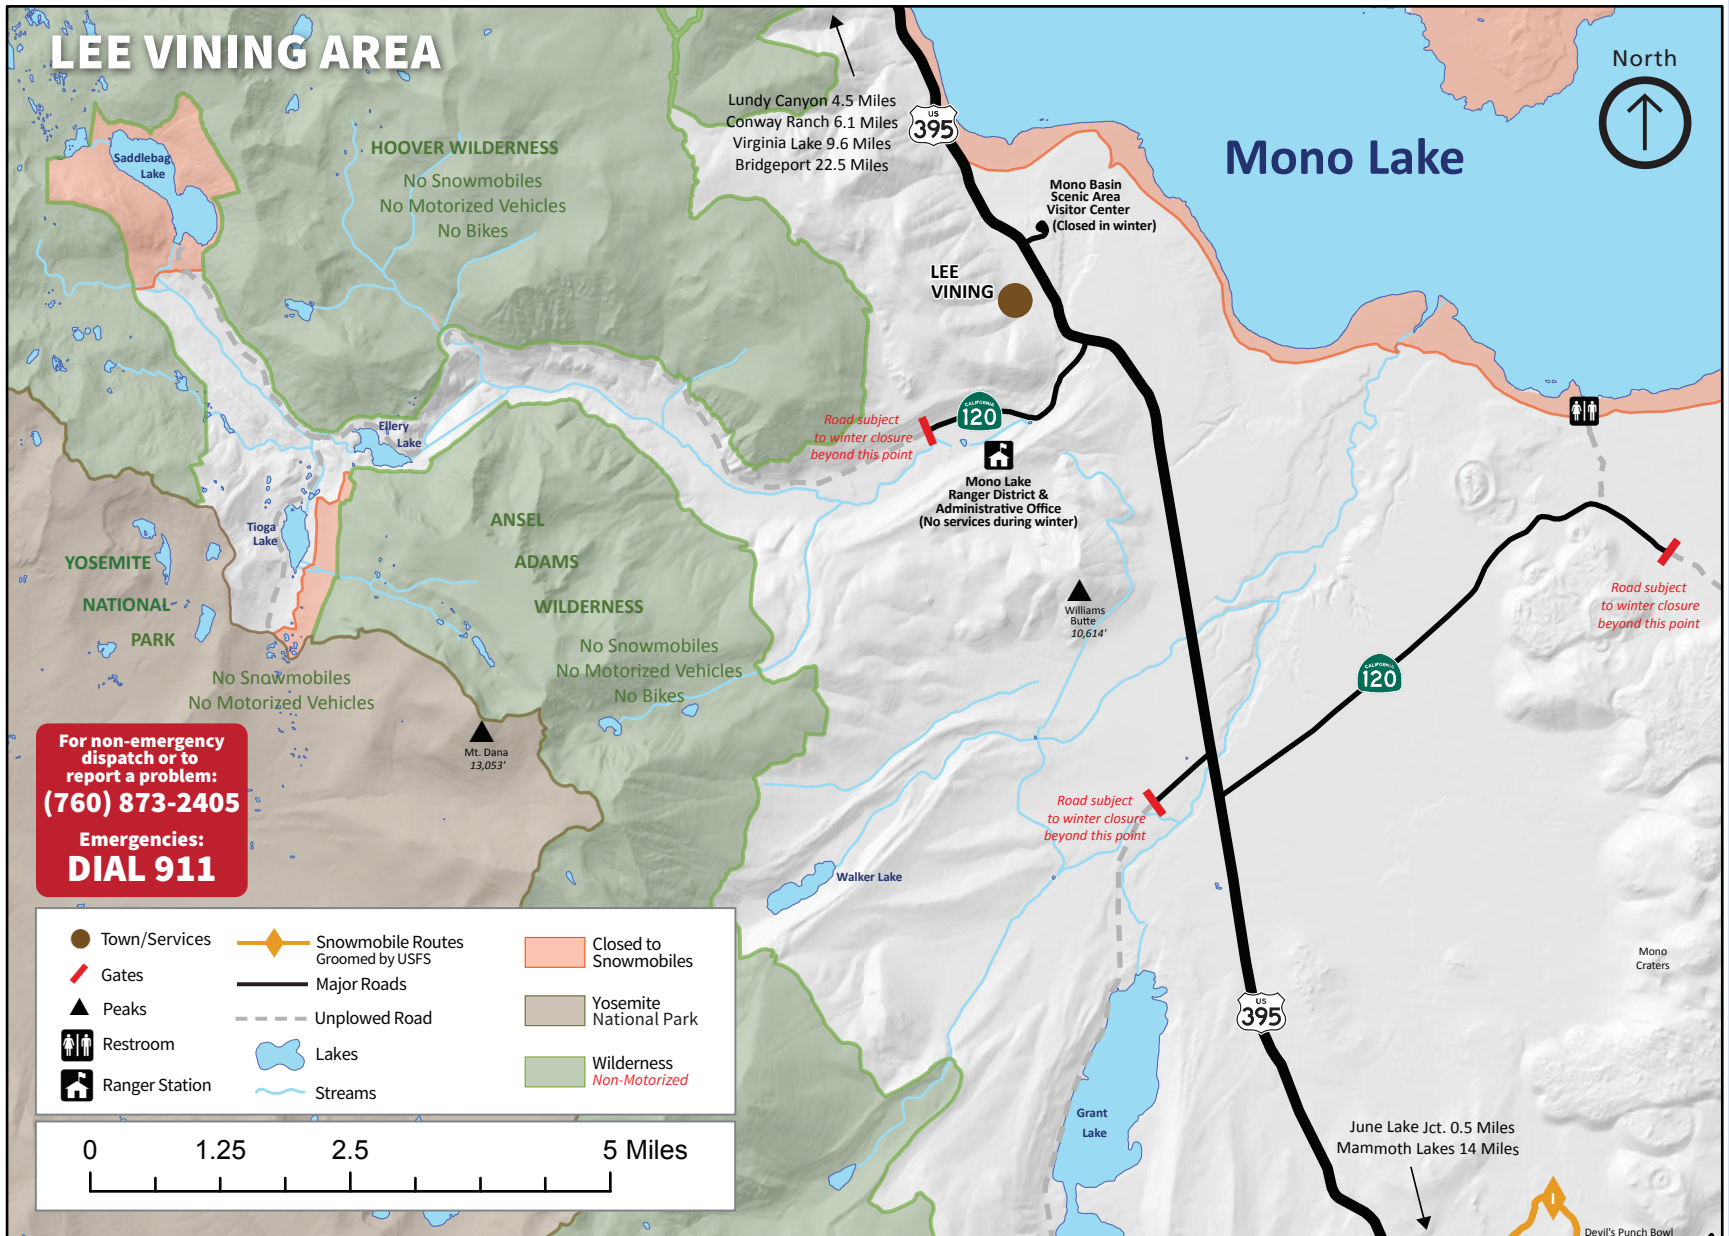 LEE VINING AREA
North
Lundy Canyon 4.5 Miles
Conway Ranch 6.1 Miles
Virginia Lake 9.6 Miles
Bridgeport 22.5 Miles
US
395
Mono Lake
Saddlebag
Lake
HOOVER WILDERNESS
No Snowmobiles
No Motorized Vehicles
No Bikes
Mono Basin
Scenic Area
Visitor Center
(Closed in winter)
LEE
VINING
Ellery
Lake
Road subject
to winter closure
beyond this point
CALIFORNIA
120
Mono Lake
Ranger District &
Administrative Office
(No services during winter)
Tioga
Lake
ANSEL
ADAMS
WILDERNESS
No Snowmobiles
No Motorized Vehicles
No Bikes
YOSEMITE
NATIONAL
PARK
No Snowmobiles
No Motorized Vehicles
Williams
Butte
10,614'
Road subject
to winter closure
beyond this point
CALIFORNIA
120
Mt. Dana
13,053'
Road subject
to winter closure
beyond this point
For non-emergency
dispatch or to
report a problem:
(760) 873-2405
Emergencies:
DIAL 911
Walker Lake
Mono
Craters
US
395
Grant
Lake
June Lake Jct. 0.5 Miles
Mammoth Lakes 14 Miles
Devil's Punch Bowl
Town/Services
Gates
Peaks
Restroom
Ranger Station
Snowmobile Routes
Groomed by USFS
Major Roads
Unplowed Road
Lakes
Streams
Closed to
Snowmobiles
Yosemite
National Park
Wilderness
Non-Motorized
0 1.25 2.5 5 Miles